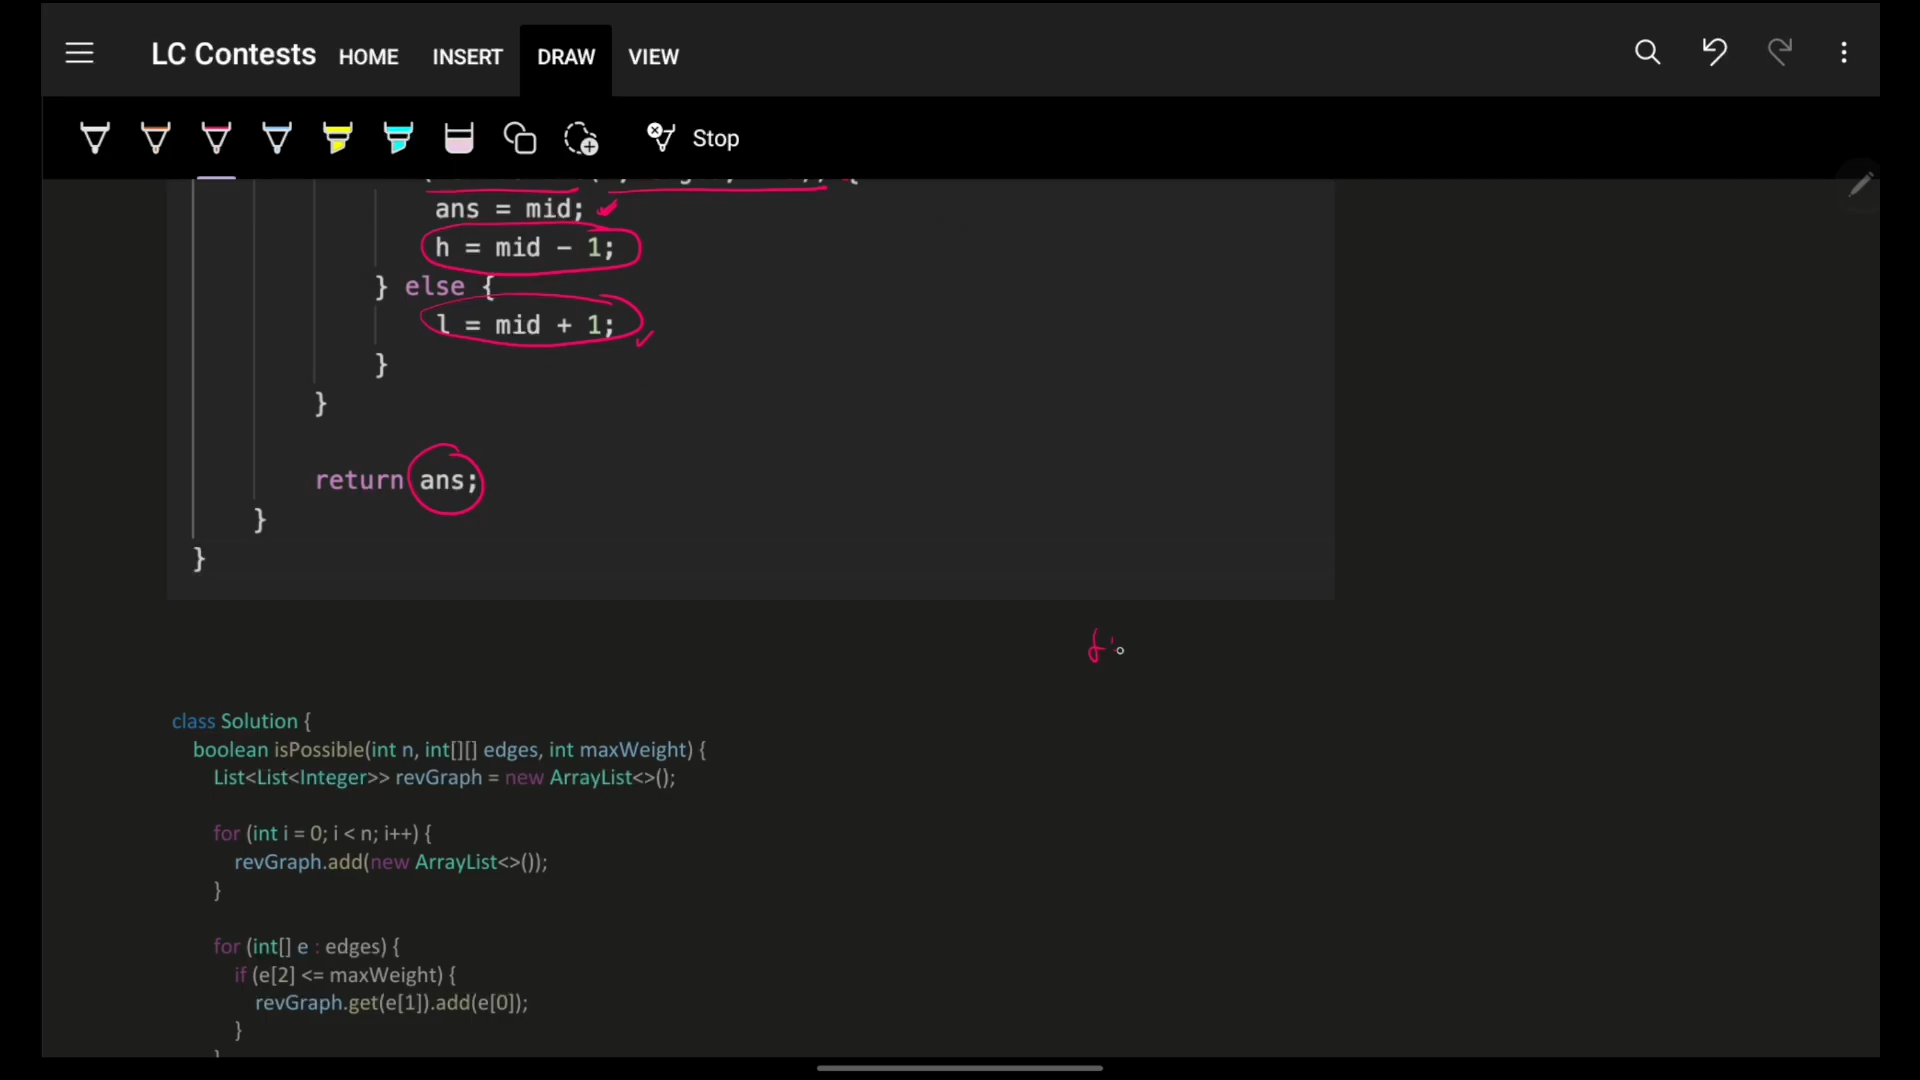 LC Contests HOME INSERT DRAW VIEW
Stop
ans = mid;
h = mid - 1;
} else {
l = mid + 1;
}
}
return ans;
}
}
class Solution {
boolean isPossible(int n, int[][] edges, int maxWeight) {
List<List<Integer>> revGraph = new ArrayList<>();
for (int i = 0; i < n; i++) {
revGraph.add(new ArrayList<>());
}
for (int[] e : edges) {
if (e[2] <= maxWeight) {
revGraph.get(e[1]).add(e[0]);
}